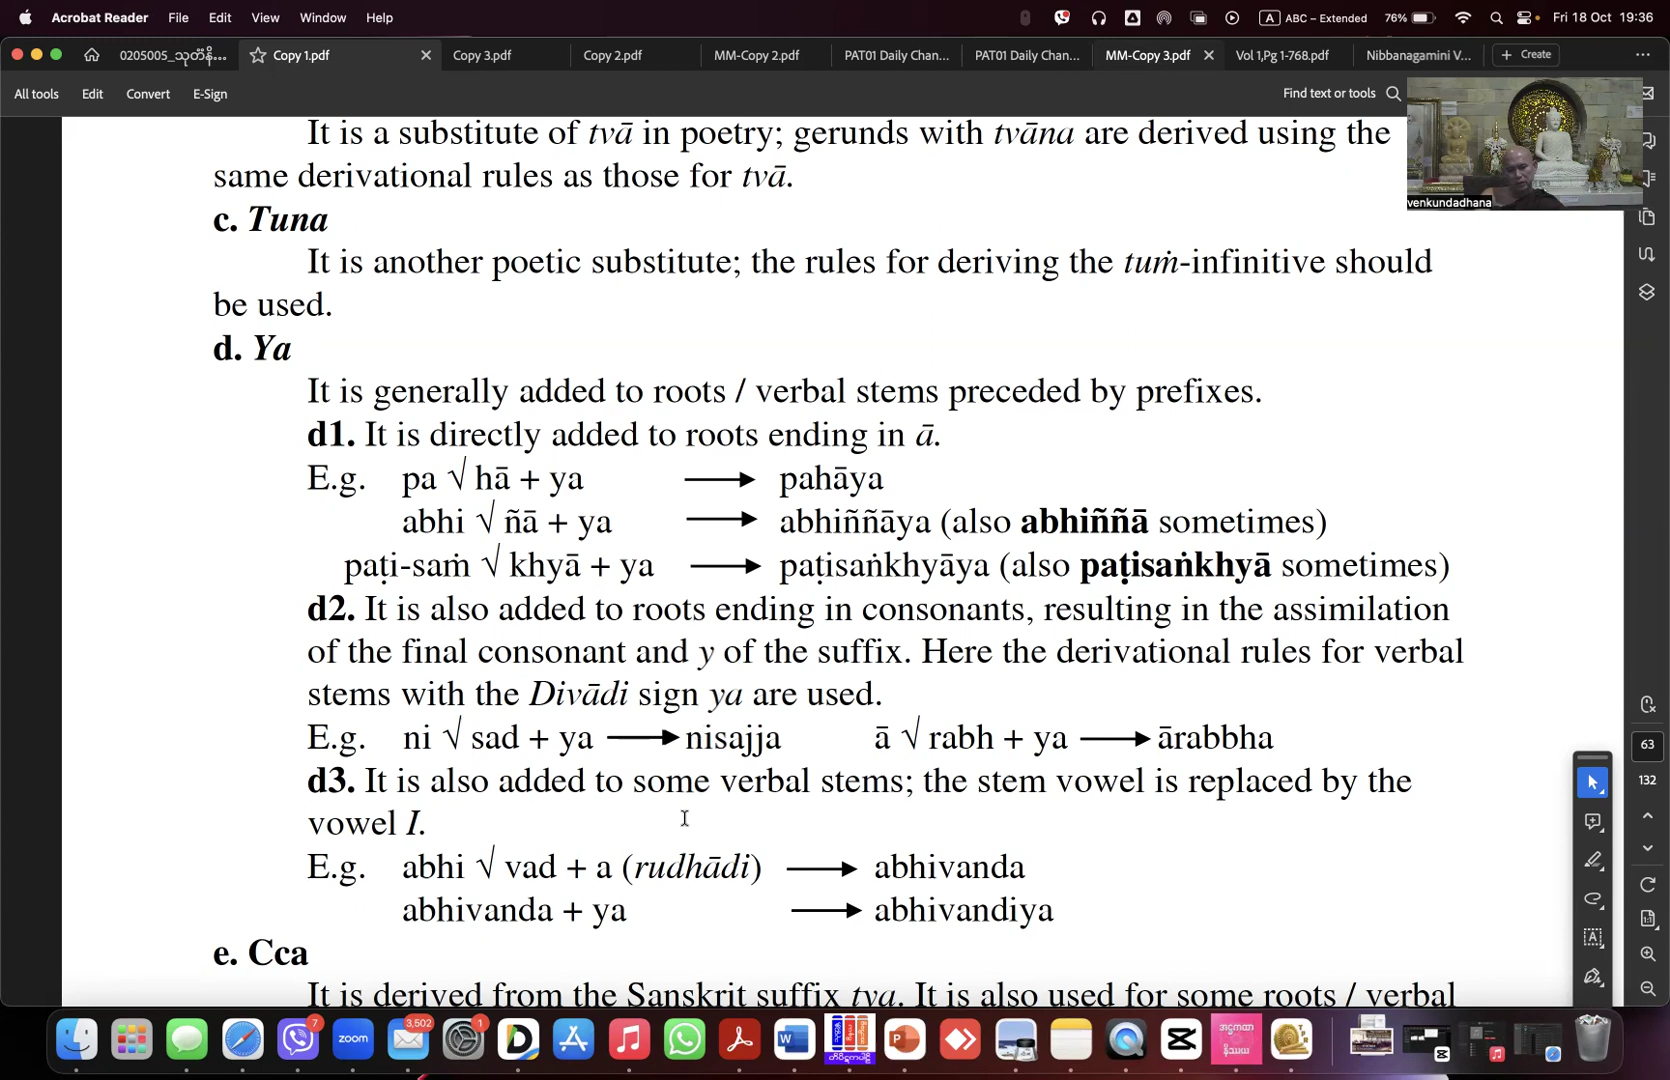 Acrobat Reader File Edit View Window Help
ABC – Extended 76% Fri 18 Oct 19:36
Copy 1.pdf Copy 3.pdf Copy 2.pdf MM-Copy 2.pdf PAT01 Daily Chan... PAT01 Daily Chan... MM-Copy 3.pdf Vol 1,Pg 1-768.pdf Nibbanagamini V... + Create
All tools Edit Convert E-Sign
Find text or tools
venkundadhana
It is a substitute of tvā in poetry; gerunds with tvāna are derived using the
same derivational rules as those for tvā.
c. Tuna
It is another poetic substitute; the rules for deriving the tuṁ-infinitive should
be used.
d. Ya
It is generally added to roots / verbal stems preceded by prefixes.
d1. It is directly added to roots ending in ā.
E.g. pa √ hā + ya → pahāya
abhi √ ñā + ya → abhiññāya (also abhiññā sometimes)
paṭi-saṁ √ khyā + ya → paṭisaṅkhyāya (also paṭisaṅkhyā sometimes)
d2. It is also added to roots ending in consonants, resulting in the assimilation
of the final consonant and y of the suffix. Here the derivational rules for verbal
stems with the Divādi sign ya are used.
E.g. ni √ sad + ya → nisajja ā √ rabh + ya → ārabbha
d3. It is also added to some verbal stems; the stem vowel is replaced by the
vowel I.
E.g. abhi √ vad + a (rudhādi) → abhivanda
abhivanda + ya → abhivandiya
e. Cca
It is derived from the Sanskrit suffix tya. It is also used for some roots / verbal
63
132
7
zoom
3,502
1